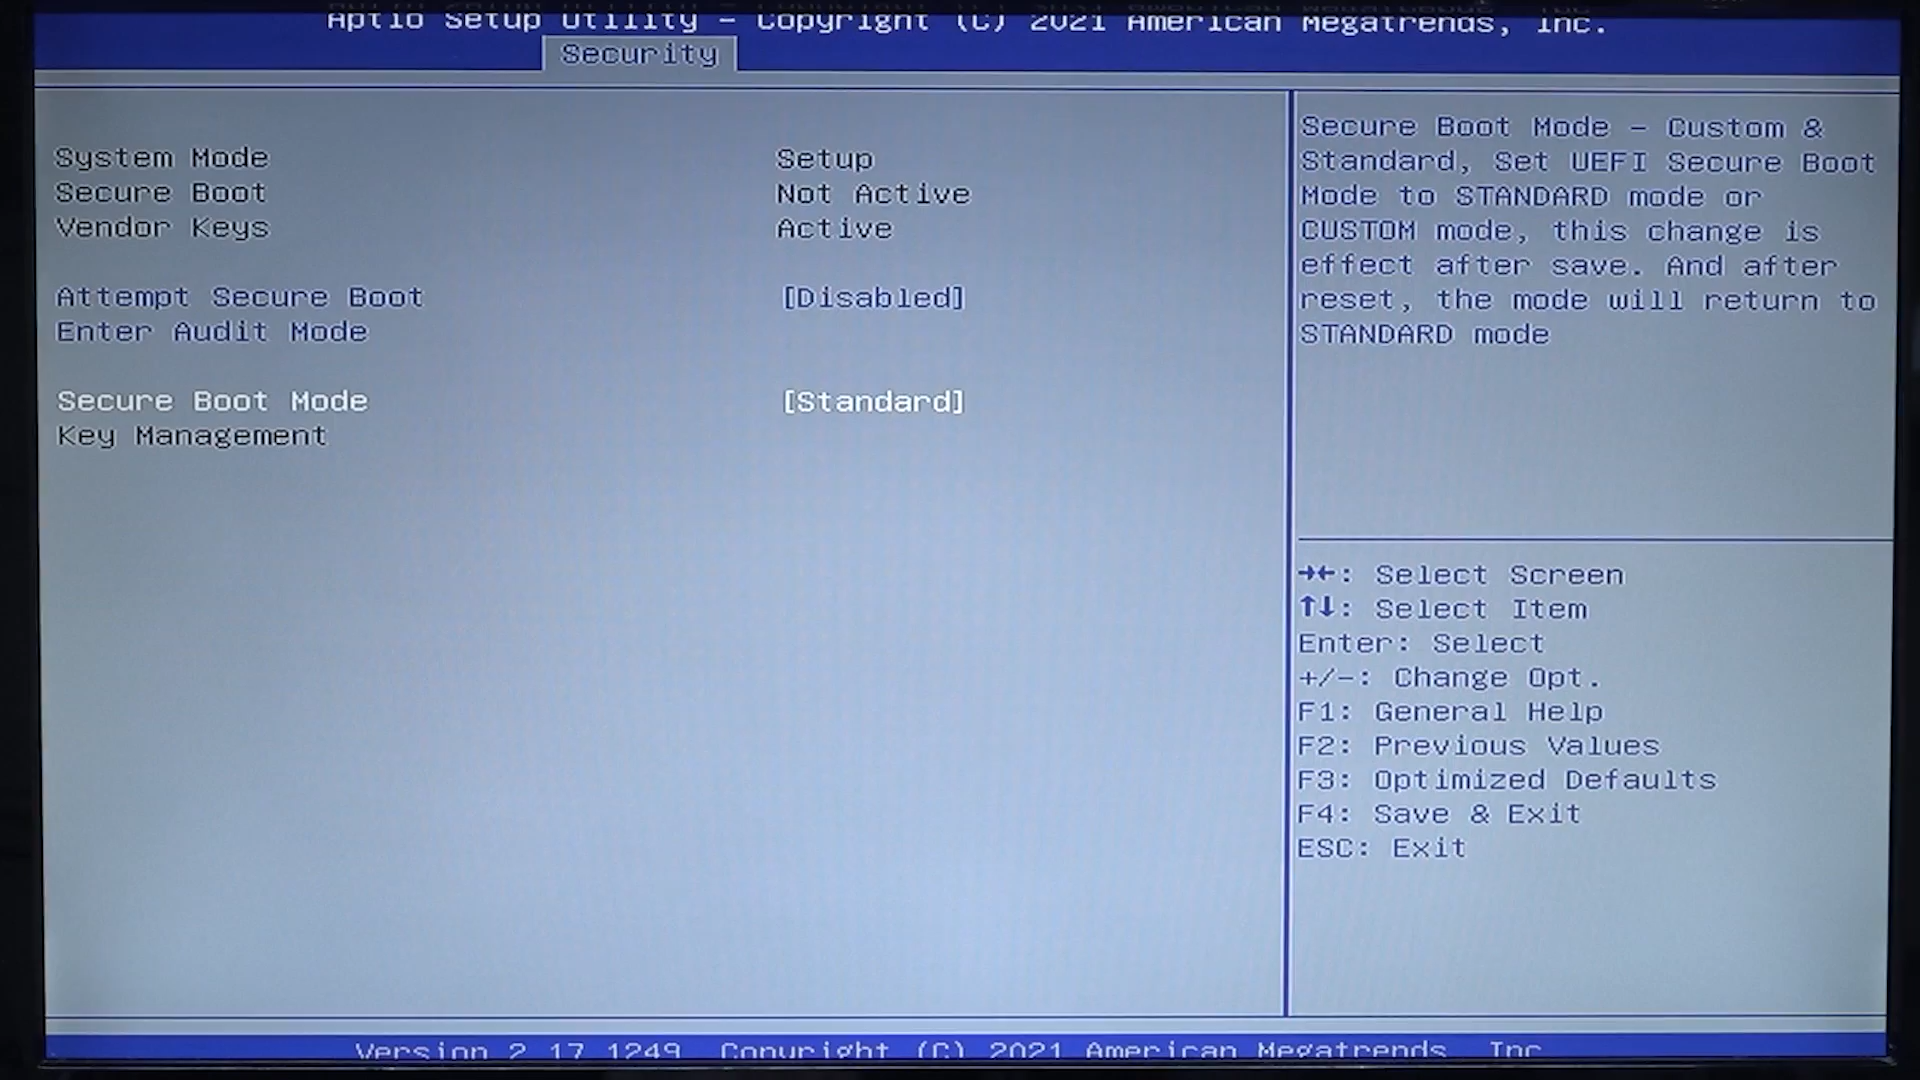 Aptio Setup Utility – Copyright (C) 2021 American Megatrends, Inc.
Security
System Mode Setup
Secure Boot Not Active
Vendor Keys Active
Attempt Secure Boot [Disabled]
Enter Audit Mode
Secure Boot Mode [Standard]
Key Management
Secure Boot Mode – Custom &
Standard, Set UEFI Secure Boot
Mode to STANDARD mode or
CUSTOM mode, this change is
effect after save. And after
reset, the mode will return to
STANDARD mode
→←: Select Screen
↑↓: Select Item
Enter: Select
+/–: Change Opt.
F1: General Help
F2: Previous Values
F3: Optimized Defaults
F4: Save & Exit
ESC: Exit
Version 2.17.1249. Copyright (C) 2021 American Megatrends, Inc.